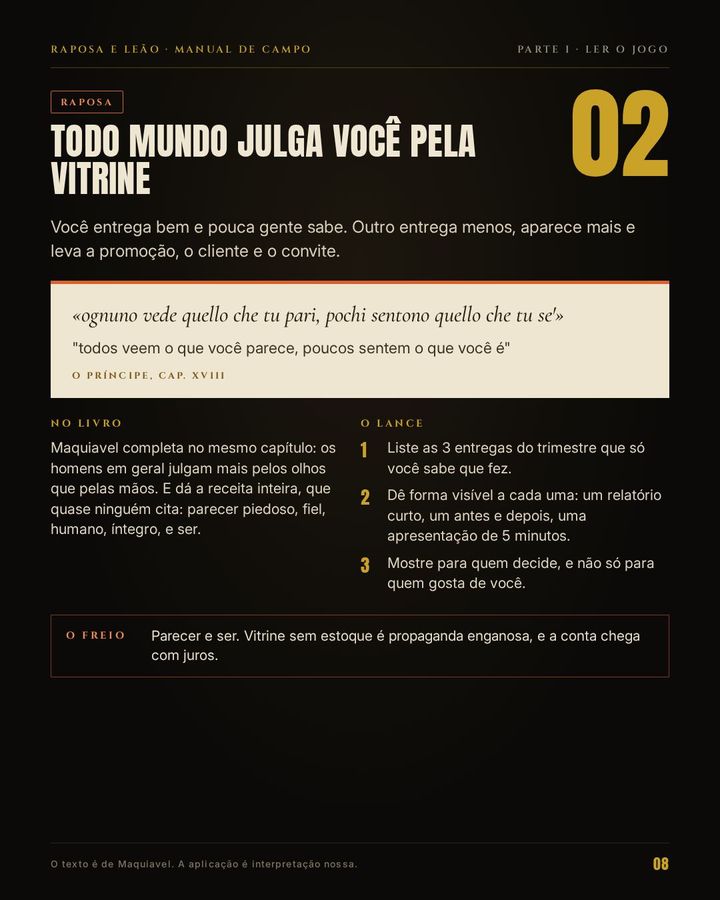 RAPOSA E LEÃO · MANUAL DE CAMPO
PARTE I · LER O JOGO
RAPOSA
02
TODO MUNDO JULGA VOCÊ PELA
VITRINE
Você entrega bem e pouca gente sabe. Outro entrega menos, aparece mais e
leva a promoção, o cliente e o convite.
«ognuno vede quello che tu pari, pochi sentono quello che tu se'»
"todos veem o que você parece, poucos sentem o que você é"
O PRÍNCIPE, CAP. XVIII
NO LIVRO
Maquiavel completa no mesmo capítulo: os
homens em geral julgam mais pelos olhos
que pelas mãos. E dá a receita inteira, que
quase ninguém cita: parecer piedoso, fiel,
humano, íntegro, e ser.
O LANCE
1 Liste as 3 entregas do trimestre que só
você sabe que fez.
2 Dê forma visível a cada uma: um relatório
curto, um antes e depois, uma
apresentação de 5 minutos.
3 Mostre para quem decide, e não só para
quem gosta de você.
O FREIO
Parecer e ser. Vitrine sem estoque é propaganda enganosa, e a conta chega
com juros.
O texto é de Maquiavel. A aplicação é interpretação nossa.
08